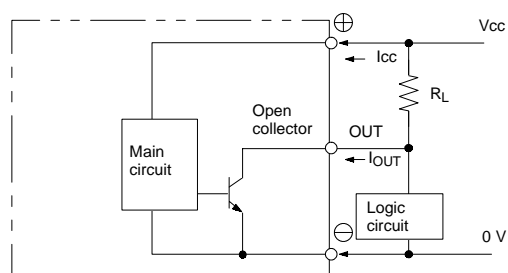 ⊕
Vcc
Icc
RL
Open
collector
OUT
IOUT
Main
circuit
Logic
circuit
⊖
0 V